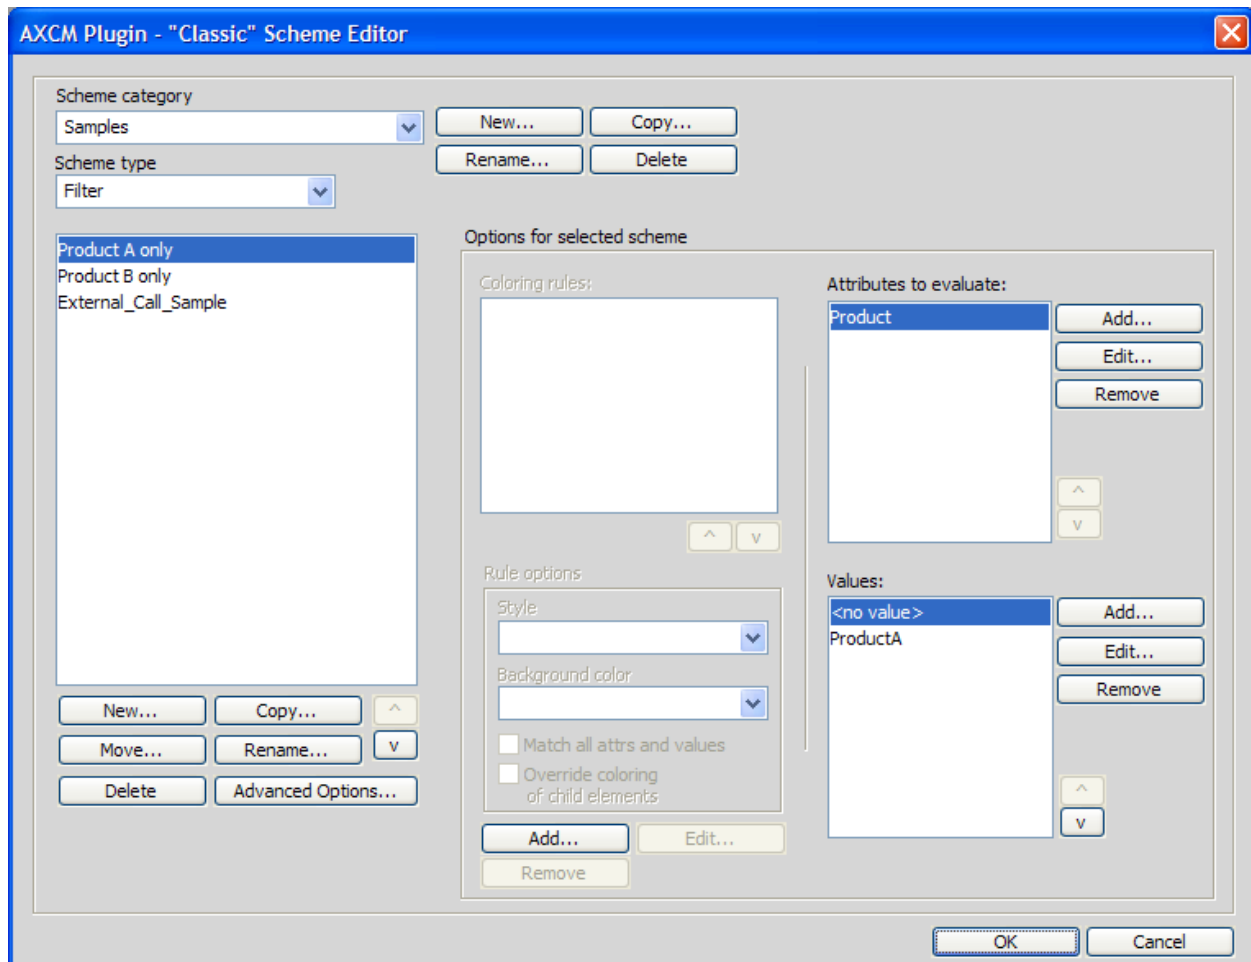 AXCM Plugin - "Classic" Scheme Editor
Scheme category
Samples
New...
Copy...
Rename...
Delete
Scheme type
Filter
Product A only
Product B only
External_Call_Sample
New...
Copy...
^
Move...
Rename...
v
Delete
Advanced Options...
Options for selected scheme
Coloring rules:
^
v
Rule options
Style
Background color
Match all attrs and values
Override coloring
of child elements
Add...
Edit...
Remove
Attributes to evaluate:
Product
Add...
Edit...
Remove
^
v
Values:
<no value>
ProductA
Add...
Edit...
Remove
^
v
OK
Cancel